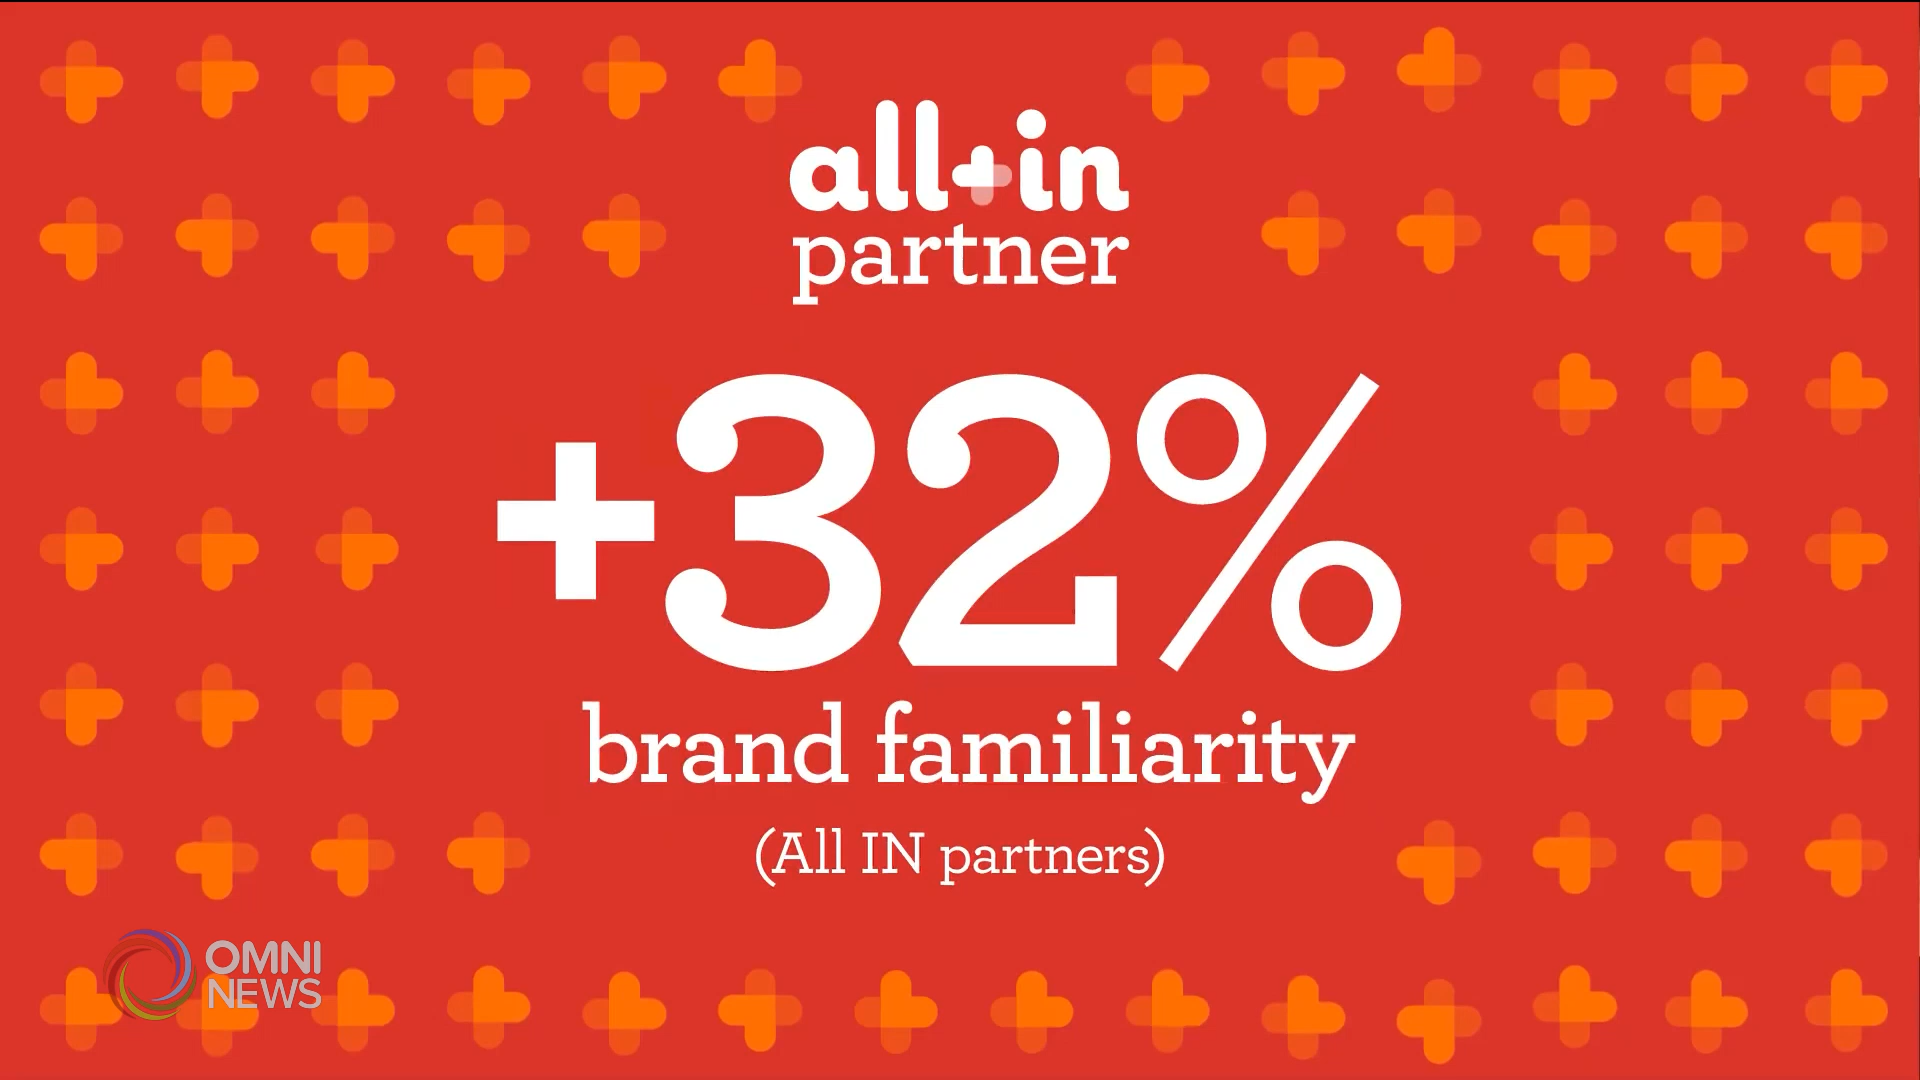 all+in
partner
+32%
brand familiarity
(All IN partners)
OMNI
NEWS